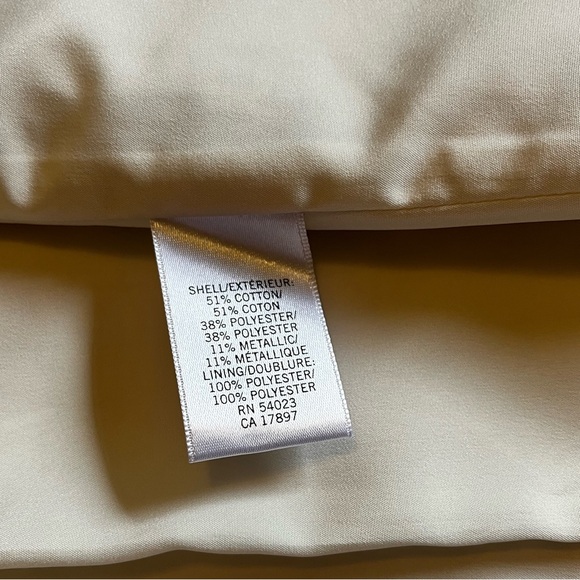 SHELL/EXTÉRIEUR:
51% COTTON/
51% COTON
38% POLYESTER/
38% POLYESTER
11% METALLIC/
11% MÉTALLIQUE
LINING/DOUBLURE:
100% POLYESTER/
100% POLYESTER
RN 54023
CA 17897